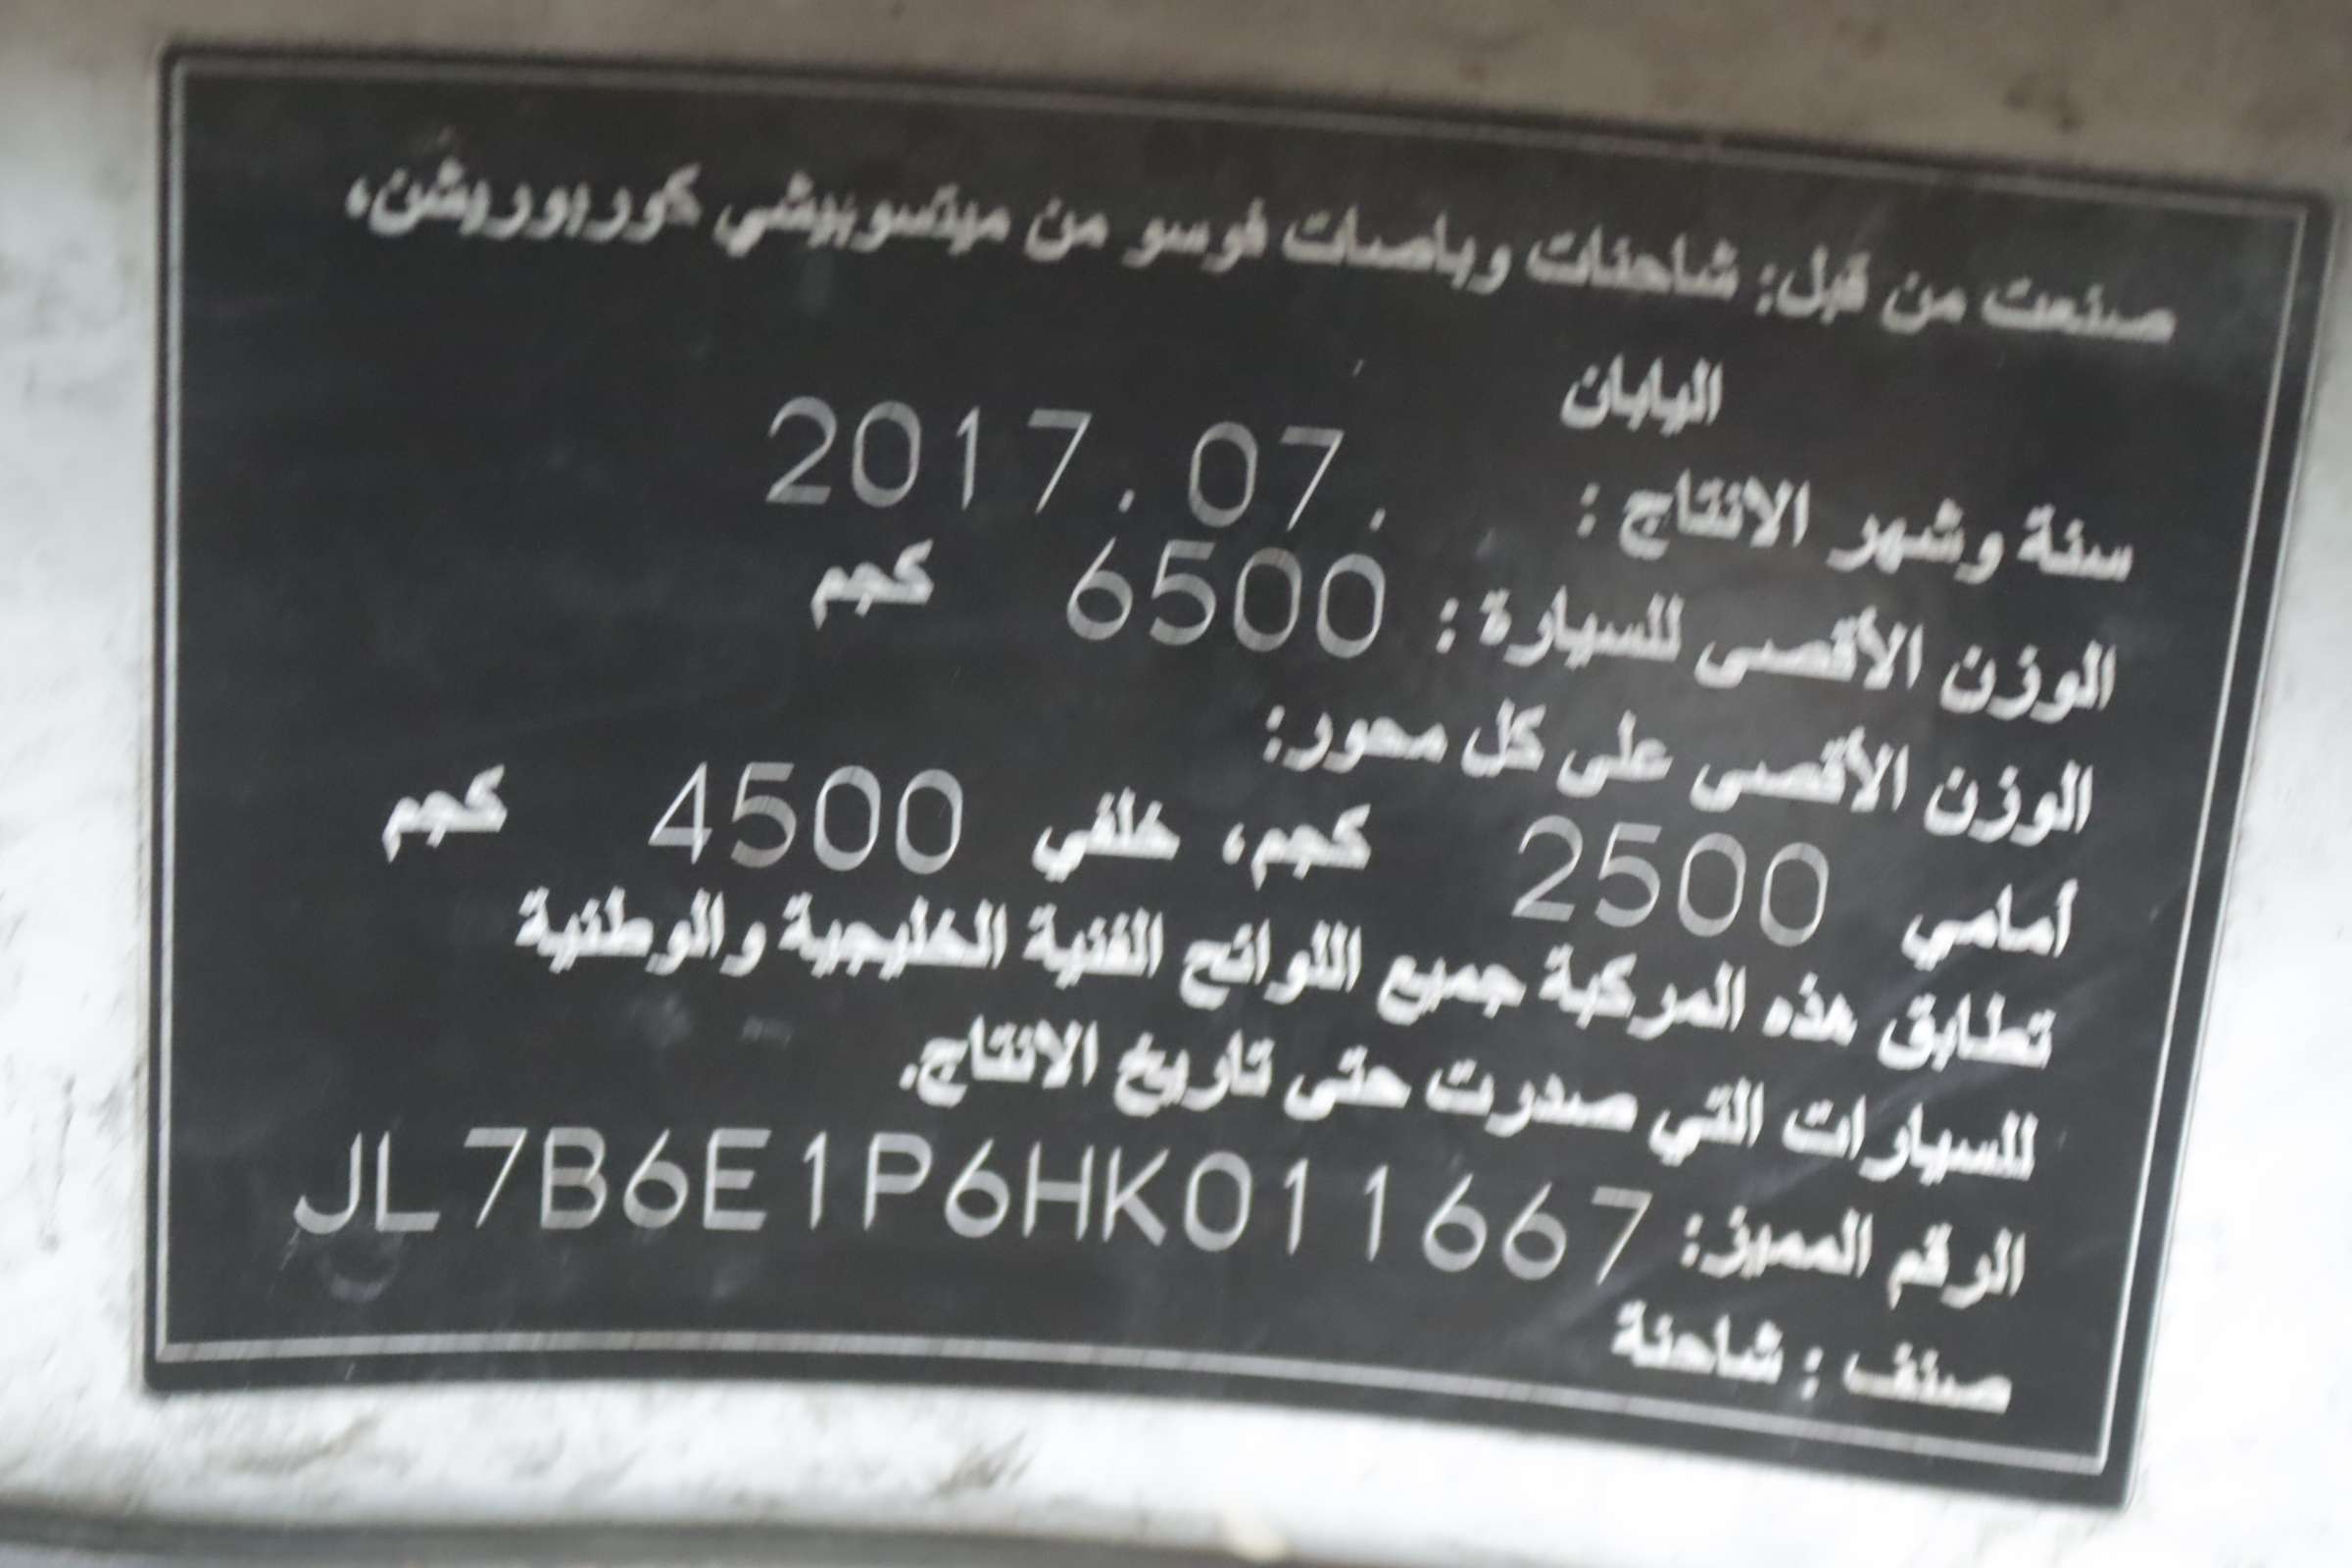 صنعت من قبل: شاحنات وباصات فوسو من ميتسوبيشي كوربوريشن،
اليابان
سنة وشهر الانتاج : 2017.07.
الوزن الأقصى للسيارة : 6500 كجم
الوزن الأقصى على كل محور:
أمامي 2500 كجم، خلفي 4500 كجم
تطابق هذه المركبة جميع اللوائح الفنية الخليجية والوطنية
للسيارات التي صدرت حتى تاريخ الانتاج.
الرقم المميز: JL7B6E1P6HK011667
صنف : شاحنة